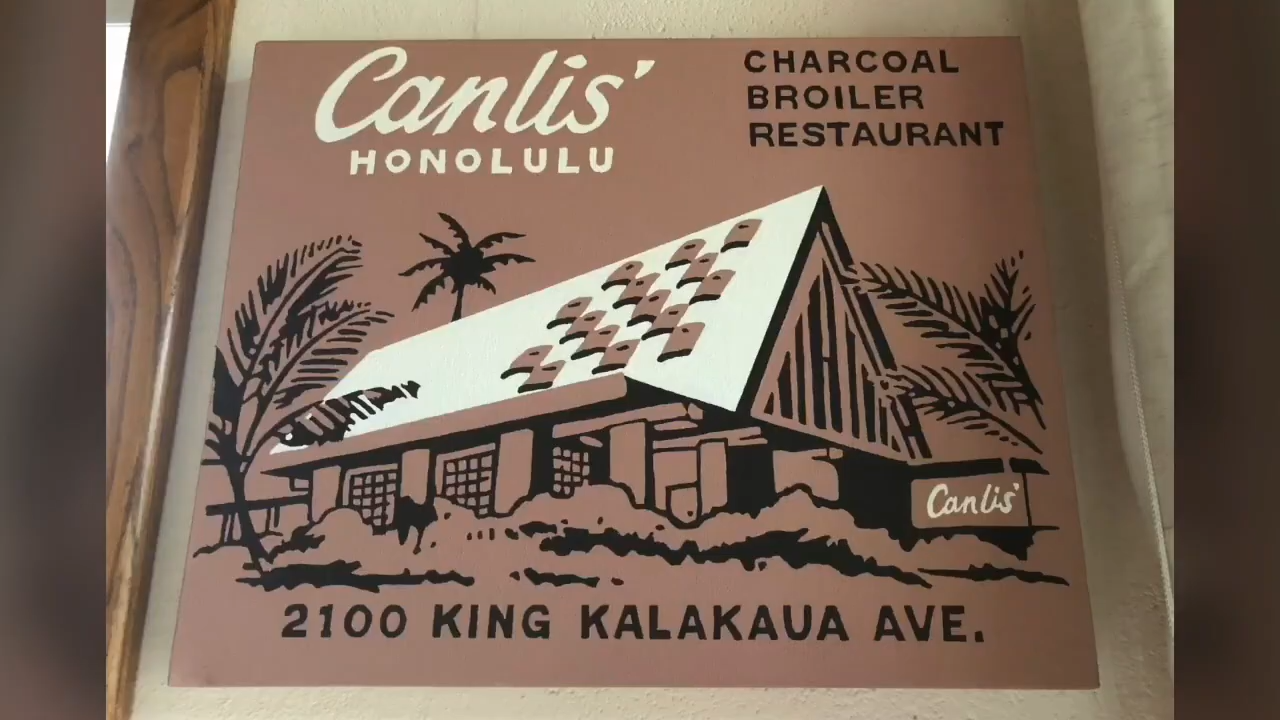 Canlis'
HONOLULU
CHARCOAL
BROILER
RESTAURANT
Canlis'
2100 KING KALAKAUA AVE.